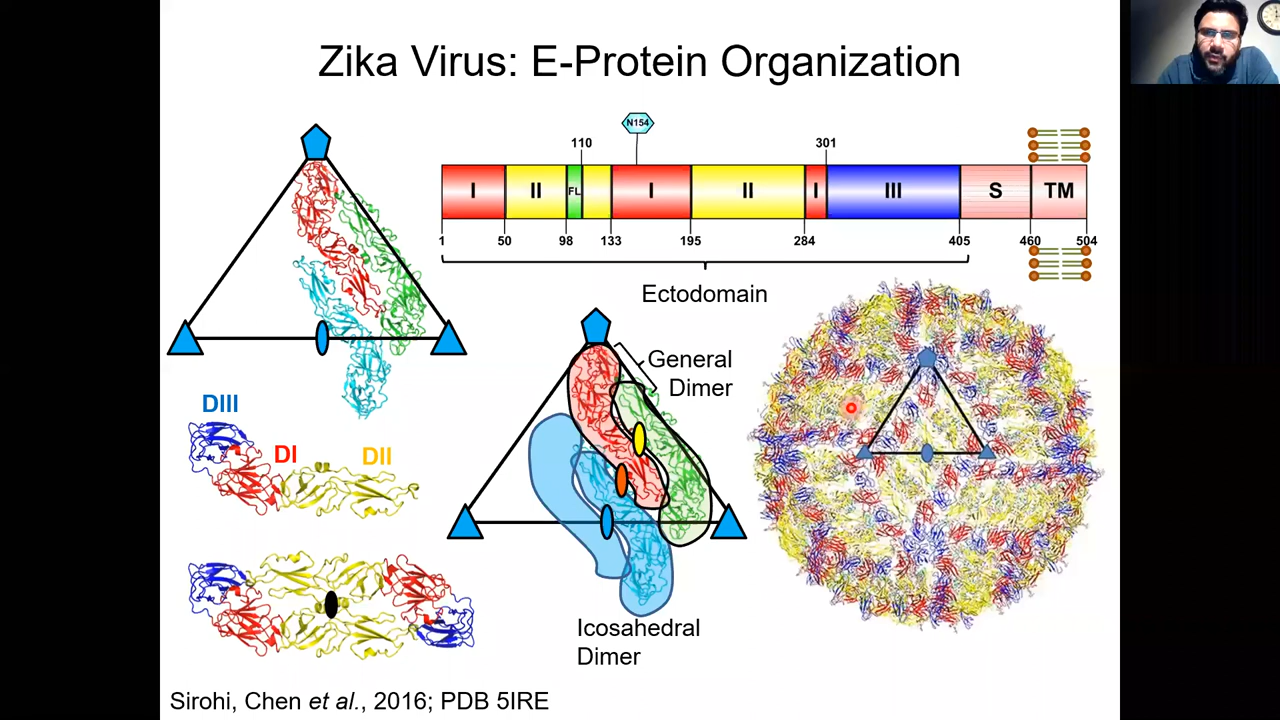 Zika Virus: E-Protein Organization
N154
110
301
I
II
FL
I
II
I
III
S
TM
1
50
98
133
195
284
405
460
504
Ectodomain
General
Dimer
DIII
DI
DII
Icosahedral
Dimer
Sirohi, Chen et al., 2016; PDB 5IRE